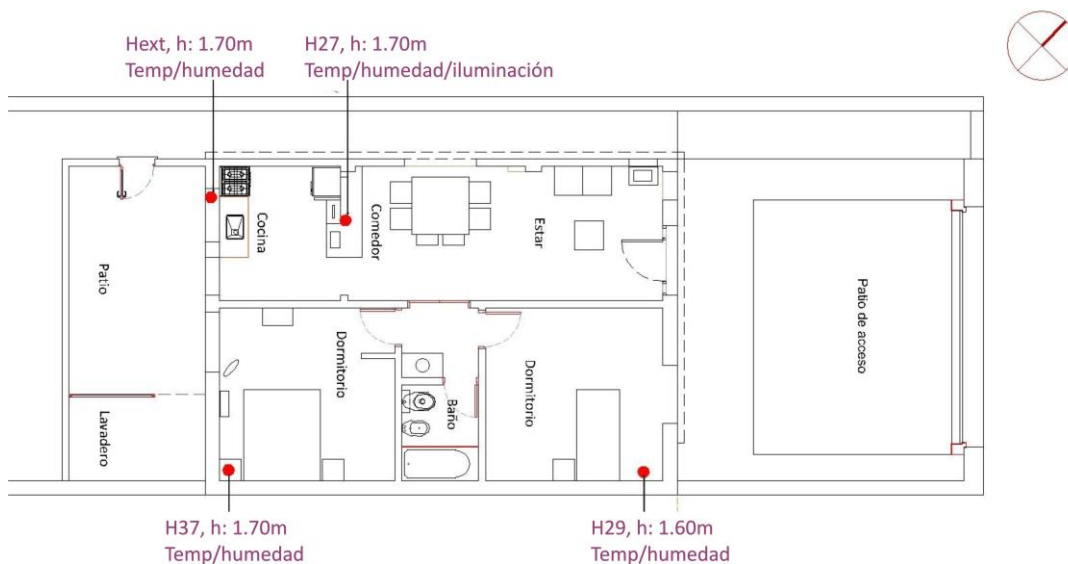 Hext, h: 1.70m
Temp/humedad
H27, h: 1.70m
Temp/humedad/iluminación
Cocina
Comedor
Estar
Patio
Patio de acceso
Dormitorio
Dormitorio
Baño
Lavadero
H37, h: 1.70m
Temp/humedad
H29, h: 1.60m
Temp/humedad